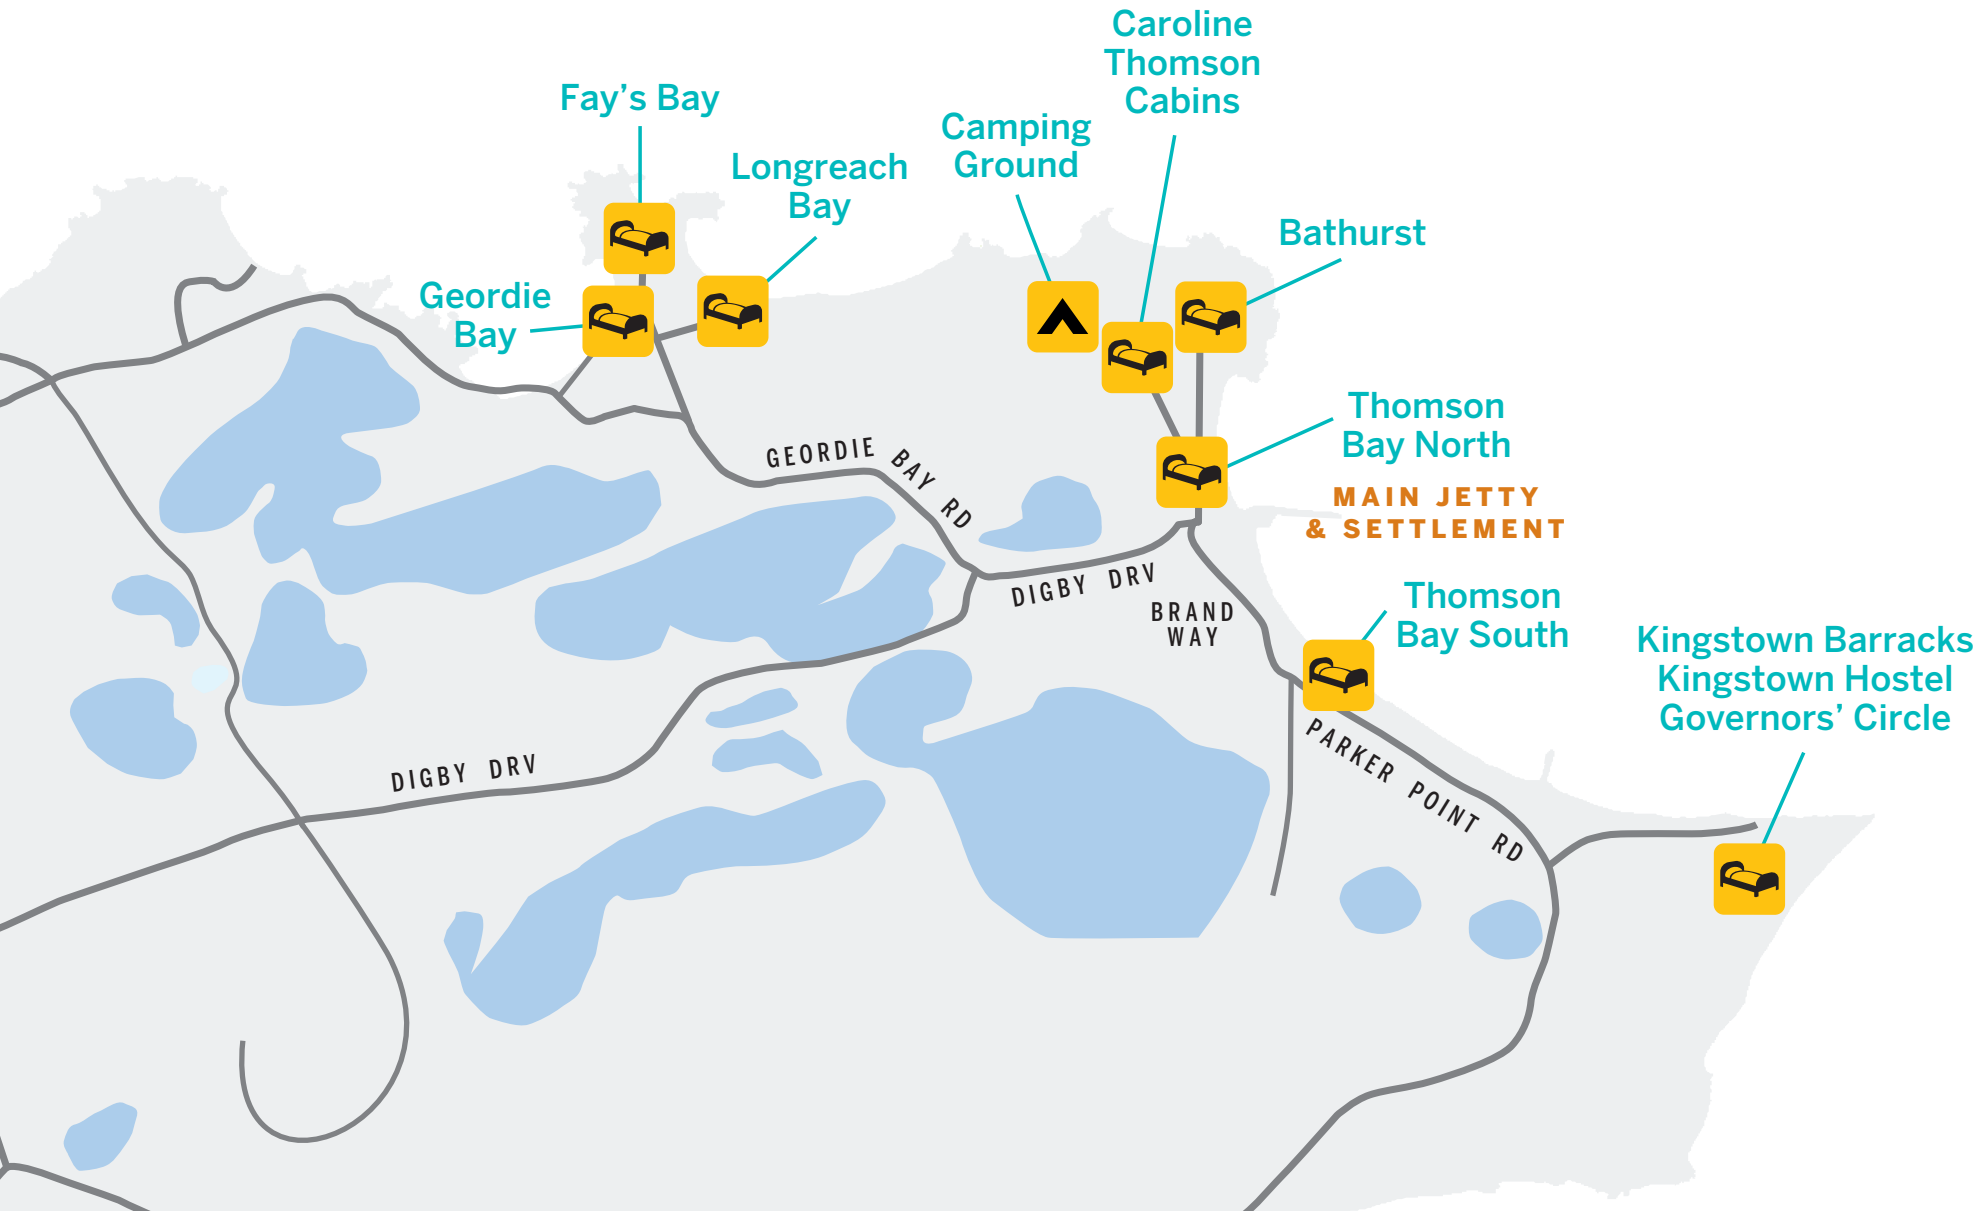 Caroline
Thomson
Cabins
Fay’s Bay
Camping
Ground
Longreach
Bay
Bathurst
Geordie
Bay
Thomson
Bay North
GEORDIE BAY RD
MAIN JETTY
& SETTLEMENT
DIGBY DRV
BRAND
WAY
Thomson
Bay South
Kingstown Barracks
Kingstown Hostel
Governors’ Circle
PARKER POINT RD
DIGBY DRV